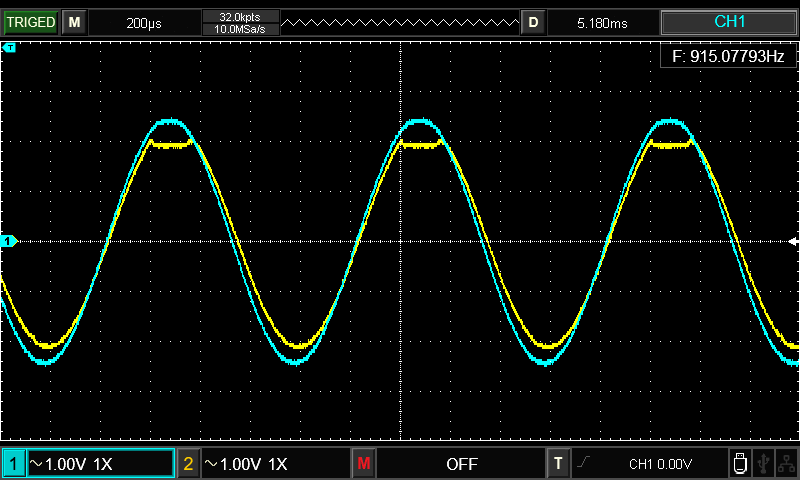 TRIGED M 200µs 32.0kpts D 5.180ms CH1
10.0MSa/s
T
F: 915.07793Hz
1
1 ~1.00V 1X 2 ~1.00V 1X M OFF T CH1 0.00V